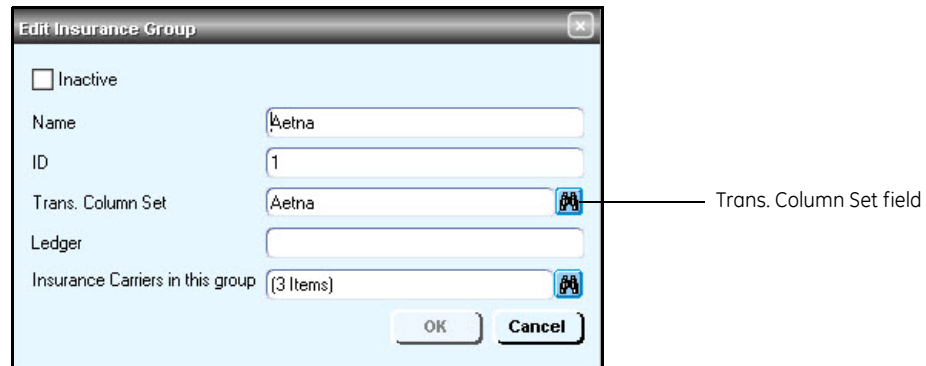 Edit Insurance Group
Inactive
Name Aetna
ID 1
Trans. Column Set Aetna
Trans. Column Set field
Ledger
Insurance Carriers in this group (3 Items)
OK Cancel